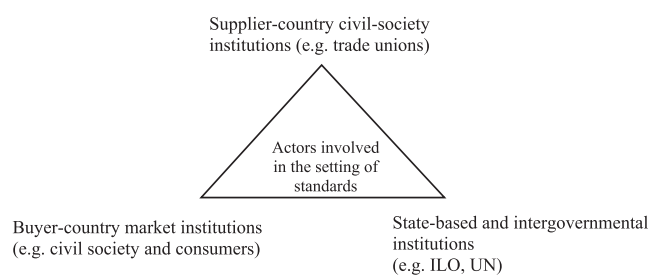 Supplier-country civil-society
institutions (e.g. trade unions)
Actors involved
in the setting of
standards
Buyer-country market institutions
(e.g. civil society and consumers)
State-based and intergovernmental
institutions
(e.g. ILO, UN)